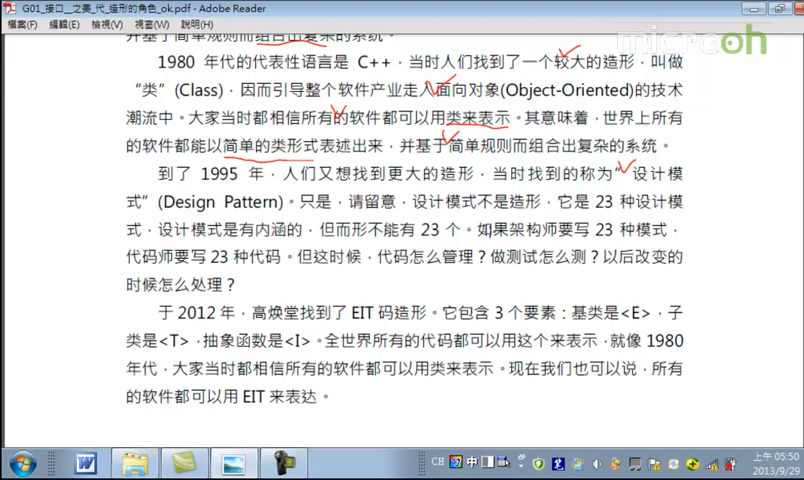 G01_接口__之美_代_造形的角色_ok.pdf - Adobe Reader
檔案(F) 編輯(E) 檢視(V) 視窗(W) 說明(H)
microoh
并基于简单规则而组合出复杂的系统。
1980 年代的代表性语言是 C++，当时人们找到了一个较大的造形，叫做
“类”(Class)，因而引导整个软件产业走入面向对象(Object-Oriented)的技术
潮流中。大家当时都相信所有的软件都可以用类来表示。其意味着，世界上所有
的软件都能以简单的类形式表述出来，并基于简单规则而组合出复杂的系统。
到了 1995 年，人们又想找到更大的造形，当时找到的称为“设计模
式”(Design Pattern)。只是，请留意，设计模式不是造形，它是 23 种设计模
式，设计模式是有内涵的，但而形不能有 23 个。如果架构师要写 23 种模式，
代码师要写 23 种代码。但这时候，代码怎么管理？做测试怎么测？以后改变的
时候怎么处理？
于 2012 年，高焕堂找到了 EIT 码造形。它包含 3 个要素：基类是<E>，子
类是<T>，抽象函数是<I>。全世界所有的代码都可以用这个来表示，就像 1980
年代，大家当时都相信所有的软件都可以用类来表示。现在我们也可以说，所有
的软件都可以用 EIT 来表达。
CH 中
上午 05:50
2013/9/29